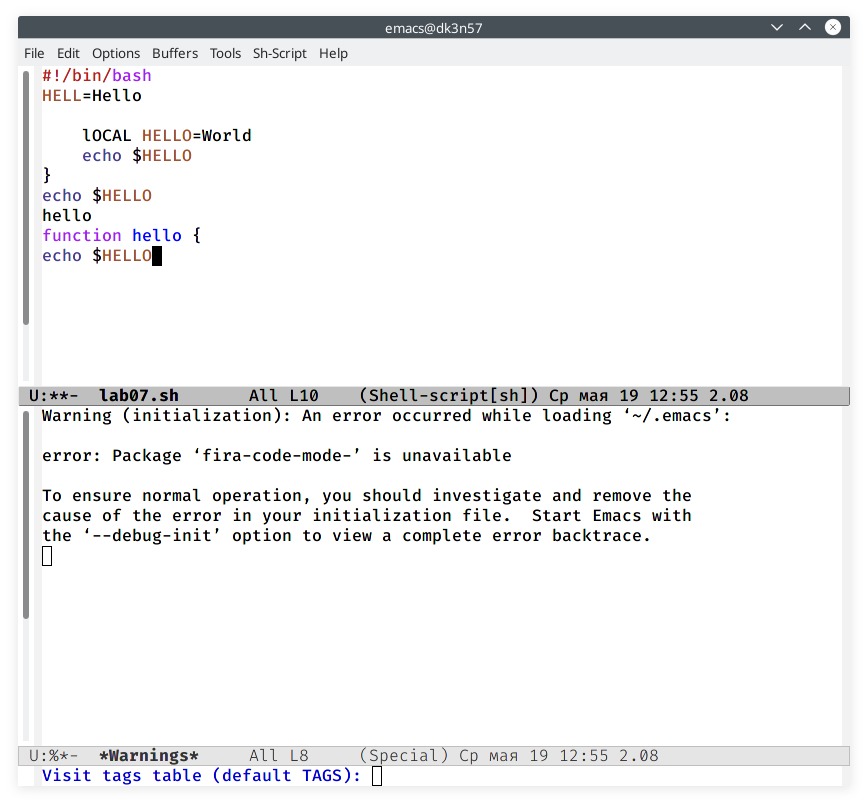 emacs@dk3n57
File Edit Options Buffers Tools Sh-Script Help
#!/bin/bash
HELL=Hello
    lOCAL HELLO=World
    echo $HELLO
}
echo $HELLO
hello
function hello {
echo $HELLO
U:**-  lab07.sh       All L10    (Shell-script[sh]) Ср мая 19 12:55 2.08
Warning (initialization): An error occurred while loading ‘~/.emacs’:
error: Package ‘fira-code-mode-’ is unavailable
To ensure normal operation, you should investigate and remove the
cause of the error in your initialization file.  Start Emacs with
the ‘--debug-init’ option to view a complete error backtrace.
U:%*-  *Warnings*     All L8     (Special) Ср мая 19 12:55 2.08
Visit tags table (default TAGS):